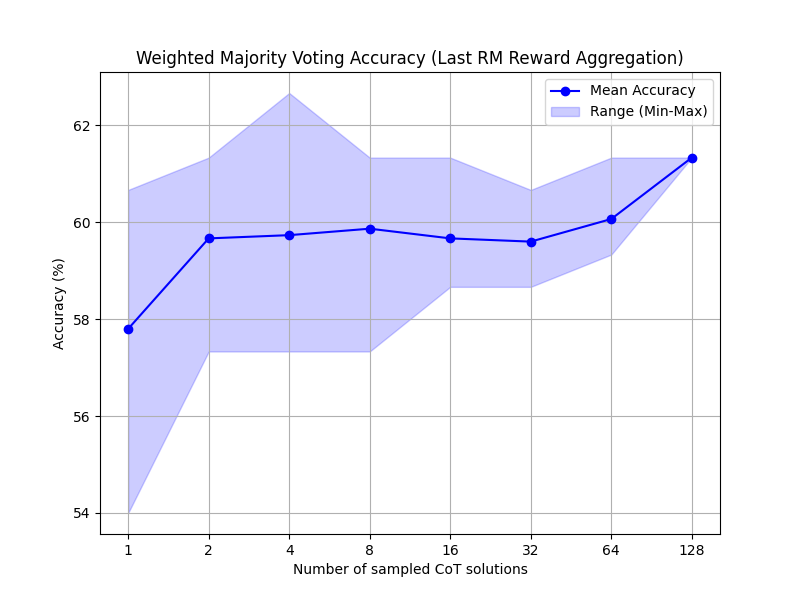 Weighted Majority Voting Accuracy (Last RM Reward Aggregation)
Mean Accuracy
Range (Min-Max)
Accuracy (%)
62
60
58
56
54
1 2 4 8 16 32 64 128
Number of sampled CoT solutions